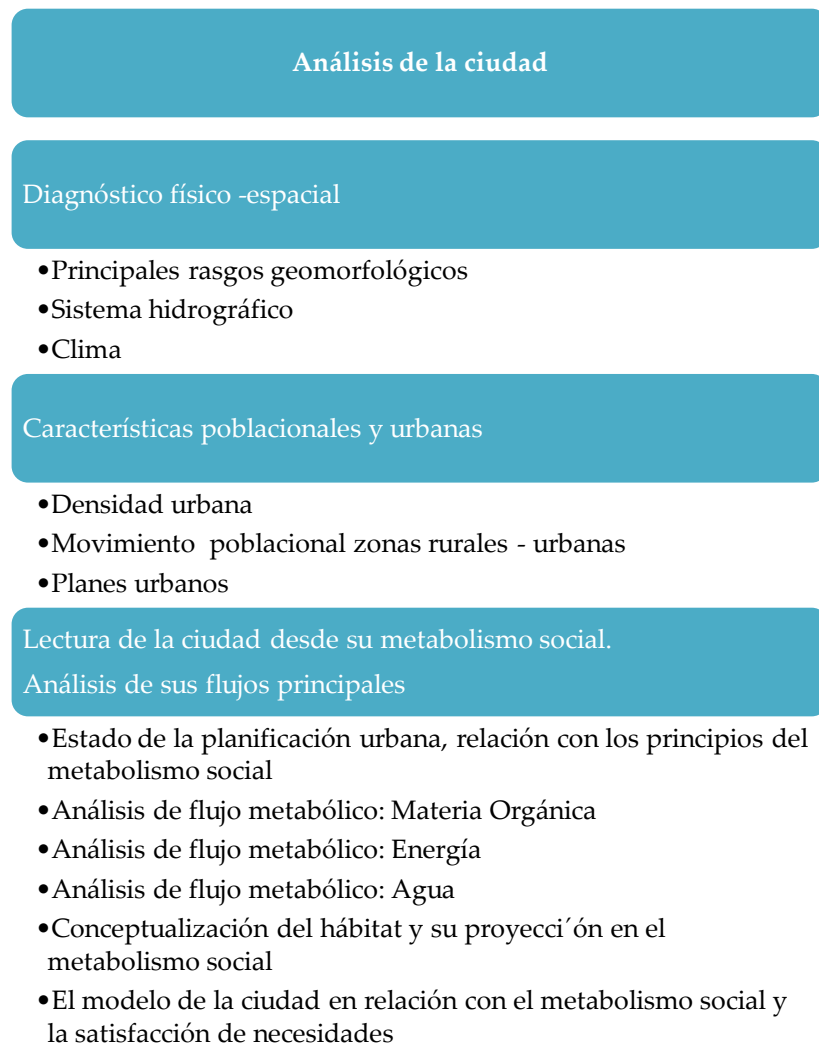 Análisis de la ciudad
Diagnóstico físico -espacial
•Principales rasgos geomorfológicos
•Sistema hidrográfico
•Clima
Características poblacionales y urbanas
•Densidad urbana
•Movimiento poblacional zonas rurales - urbanas
•Planes urbanos
Lectura de la ciudad desde su metabolismo social.
Análisis de sus flujos principales
•Estado de la planificación urbana, relación con los principios del
metabolismo social
•Análisis de flujo metabólico: Materia Orgánica
•Análisis de flujo metabólico: Energía
•Análisis de flujo metabólico: Agua
•Conceptualización del hábitat y su proyecci´ón en el
metabolismo social
•El modelo de la ciudad en relación con el metabolismo social y
la satisfacción de necesidades